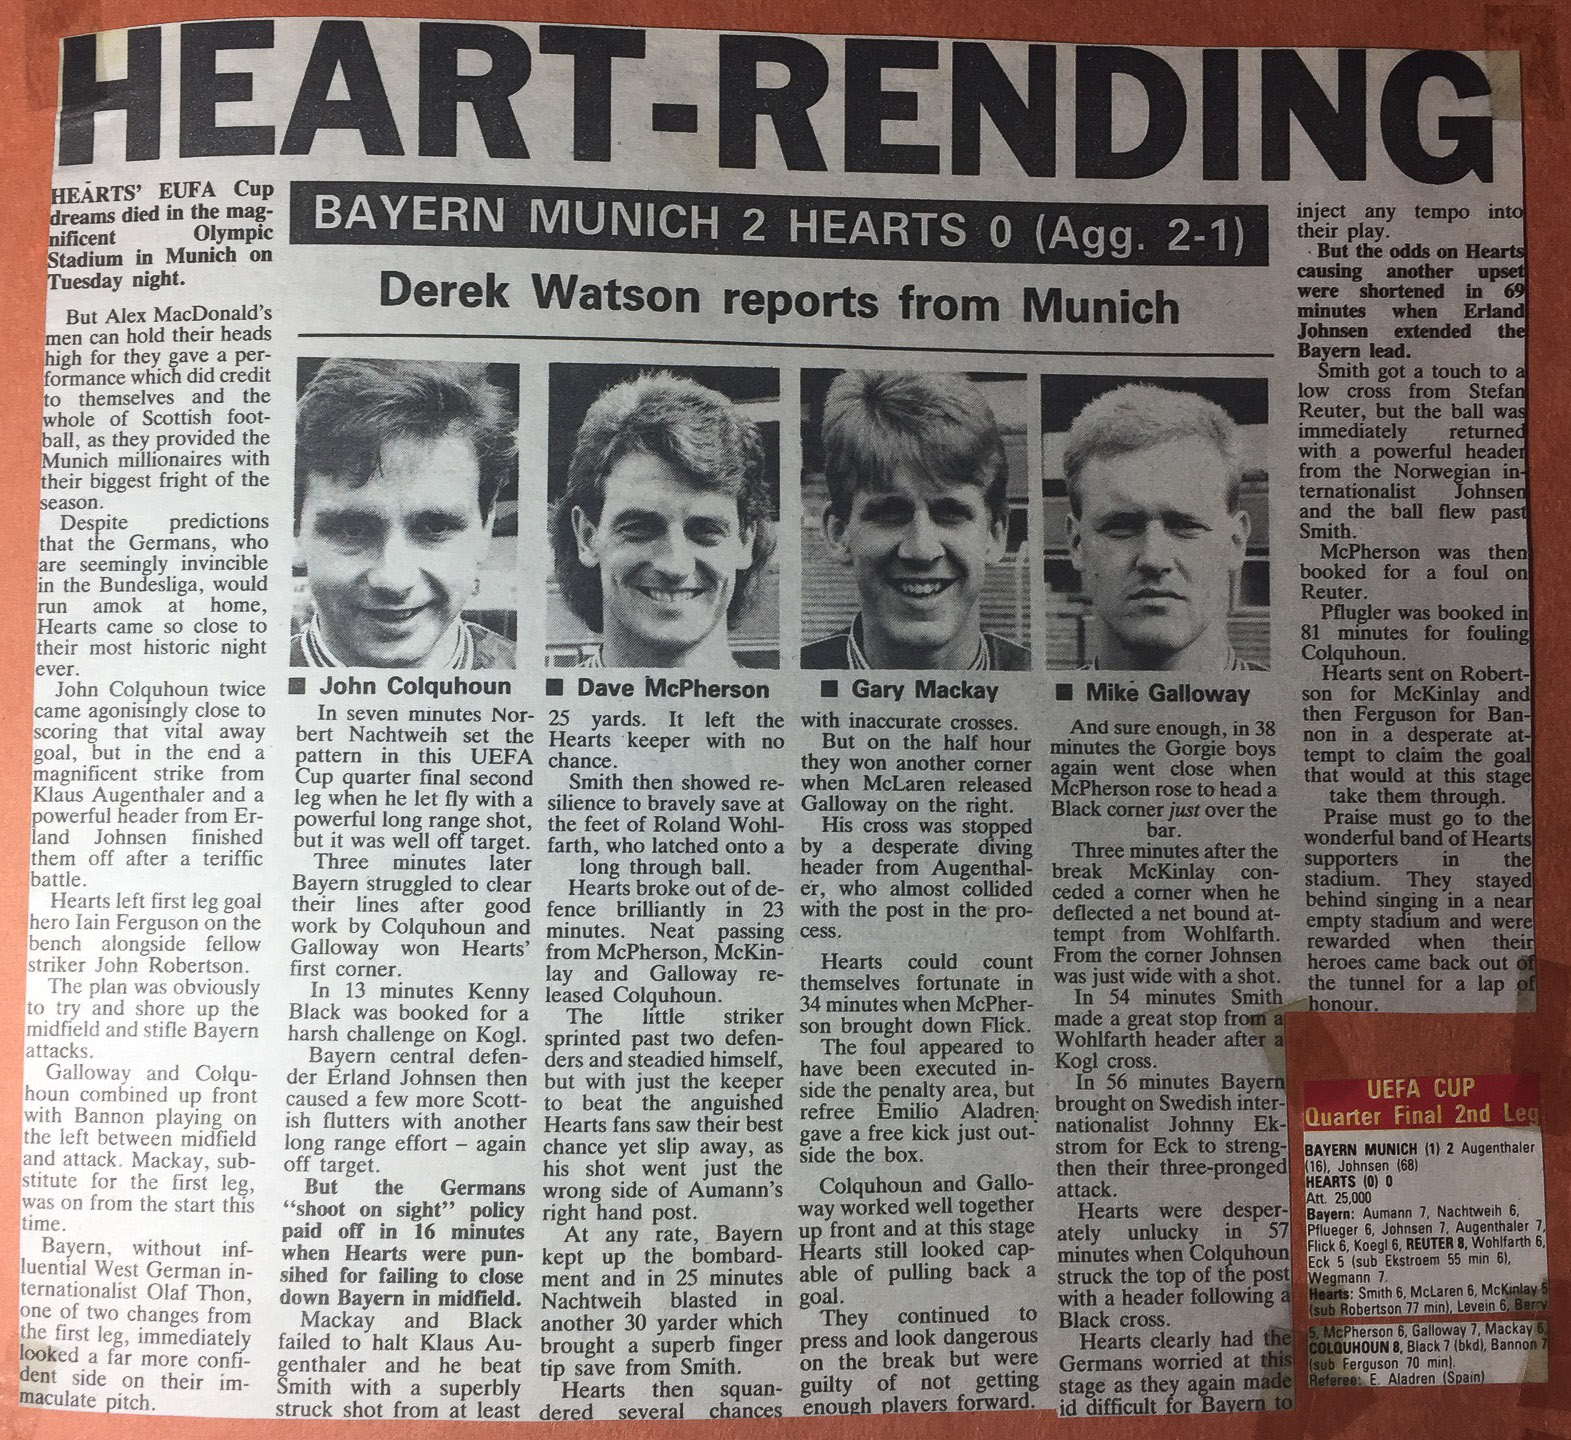 HEART-RENDING
BAYERN MUNICH 2 HEARTS 0 (Agg. 2-1)
Derek Watson reports from Munich
HEARTS' EUFA Cup
dreams died in the mag-
nificent Olympic
Stadium in Munich on
Tuesday night.
But Alex MacDonald's
men can hold their heads
high for they gave a per-
formance which did credit
to themselves and the
whole of Scottish foot-
ball, as they provided the
Munich millionaires with
their biggest fright of the
season.
Despite predictions
that the Germans, who
are seemingly invincible
in the Bundesliga, would
run amok at home,
Hearts came so close to
their most historic night
ever.
John Colquhoun twice
came agonisingly close to
scoring that vital away
goal, but in the end a
magnificent strike from
Klaus Augenthaler and a
powerful header from Er-
land Johnsen finished
them off after a teriffic
battle.
Hearts left first leg goal
hero Iain Ferguson on the
bench alongside fellow
striker John Robertson.
The plan was obviously
to try and shore up the
midfield and stifle Bayern
attacks.
Galloway and Colqu-
houn combined up front
with Bannon playing on
the left between midfield
and attack. Mackay, sub-
stitute for the first leg,
was on from the start this
time.
Bayern, without inf-
luential West German in-
ternationalist Olaf Thon,
one of two changes from
the first leg, immediately
looked a far more confi-
dent side on their im-
maculate pitch.
■ John Colquhoun
■ Dave McPherson
■ Gary Mackay
■ Mike Galloway
In seven minutes Nor-
bert Nachtweih set the
pattern in this UEFA
Cup quarter final second
leg when he let fly with a
powerful long range shot,
but it was well off target.
Three minutes later
Bayern struggled to clear
their lines after good
work by Colquhoun and
Galloway won Hearts'
first corner.
In 13 minutes Kenny
Black was booked for a
harsh challenge on Kogl.
Bayern central defen-
der Erland Johnsen then
caused a few more Scott-
ish flutters with another
long range effort – again
off target.
But the Germans
"shoot on sight" policy
paid off in 16 minutes
when Hearts were pun-
sihed for failing to close
down Bayern in midfield.
Mackay and Black
failed to halt Klaus Au-
genthaler and he beat
Smith with a superbly
struck shot from at least
25 yards. It left the
Hearts keeper with no
chance.
Smith then showed re-
silience to bravely save at
the feet of Roland Wohl-
farth, who latched onto a
long through ball.
Hearts broke out of de-
fence brilliantly in 23
minutes. Neat passing
from McPherson, McKin-
lay and Galloway re-
leased Colquhoun.
The little striker
sprinted past two defen-
ders and steadied himself,
but with just the keeper
to beat the anguished
Hearts fans saw their best
chance yet slip away, as
his shot went just the
wrong side of Aumann's
right hand post.
At any rate, Bayern
kept up the bombard-
ment and in 25 minutes
Nachtweih blasted in
another 30 yarder which
brought a superb finger
tip save from Smith.
Hearts then squan-
dered several chances
with inaccurate crosses.
But on the half hour
they won another corner
when McLaren released
Galloway on the right.
His cross was stopped
by a desperate diving
header from Augenthal-
er, who almost collided
with the post in the pro-
cess.
Hearts could count
themselves fortunate in
34 minutes when McPher-
son brought down Flick.
The foul appeared to
have been executed in-
side the penalty area, but
refree Emilio Aladren
gave a free kick just out-
side the box.
Colquhoun and Gallo-
way worked well together
up front and at this stage
Hearts still looked cap-
able of pulling back a
goal.
They continued to
press and look dangerous
on the break but were
guilty of not getting
enough players forward.
And sure enough, in 38
minutes the Gorgie boys
again went close when
McPherson rose to head a
Black corner just over the
bar.
Three minutes after the
break McKinlay con-
ceded a corner when he
deflected a net bound at-
tempt from Wohlfarth.
From the corner Johnsen
was just wide with a shot.
In 54 minutes Smith
made a great stop from a
Wohlfarth header after a
Kogl cross.
In 56 minutes Bayern
brought on Swedish inter-
nationalist Johnny Ek-
strom for Eck to streng-
then their three-pronged
attack.
Hearts were desper-
ately unlucky in 57
minutes when Colquhoun
struck the top of the post
with a header following a
Black cross.
Hearts clearly had the
Germans worried at this
stage as they again made
id difficult for Bayern to
inject any tempo into
their play.
But the odds on Hearts
causing another upset
were shortened in 69
minutes when Erland
Johnsen extended the
Bayern lead.
Smith got a touch to a
low cross from Stefan
Reuter, but the ball was
immediately returned
with a powerful header
from the Norwegian in-
ternationalist Johnsen
and the ball flew past
Smith.
McPherson was then
booked for a foul on
Reuter.
Pflugler was booked in
81 minutes for fouling
Colquhoun.
Hearts sent on Robert-
son for McKinlay and
then Ferguson for Ban-
non in a desperate at-
tempt to claim the goal
that would at this stage
take them through.
Praise must go to the
wonderful band of Hearts
supporters in the
stadium. They stayed
behind singing in a near
empty stadium and were
rewarded when their
heroes came back out of
the tunnel for a lap of
honour.
UEFA CUP
Quarter Final 2nd Leg
BAYERN MUNICH (1) 2 Augenthaler
(16), Johnsen (68)
HEARTS (0) 0
Att. 25,000
Bayern: Aumann 7, Nachtweih 6,
Pflueger 6, Johnsen 7, Augenthaler 7,
Flick 6, Koegl 6, REUTER 8, Wohlfarth 6,
Eck 5 (sub Ekstroem 55 min 6),
Wegmann 7.
Hearts: Smith 6, McLaren 6, McKinlay 5
(sub Robertson 77 min), Levein 6, Berry
5, McPherson 6, Galloway 7, Mackay 6,
COLQUHOUN 8, Black 7 (bkd), Bannon 7
(sub Ferguson 70 min).
Referee: E. Aladren (Spain)